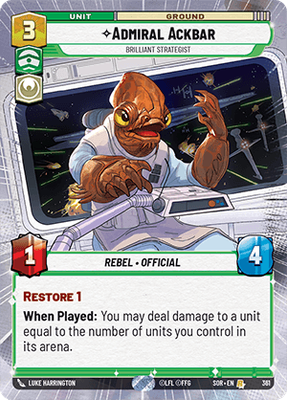 UNIT GROUND
3
✧ADMIRAL ACKBAR
BRILLIANT STRATEGIST
1
4
REBEL • OFFICIAL
RESTORE 1
When Played: You may deal damage to a unit
equal to the number of units you control in
its arena.
LUKE HARRINGTON ©LFL ©FFG SOR • EN 361